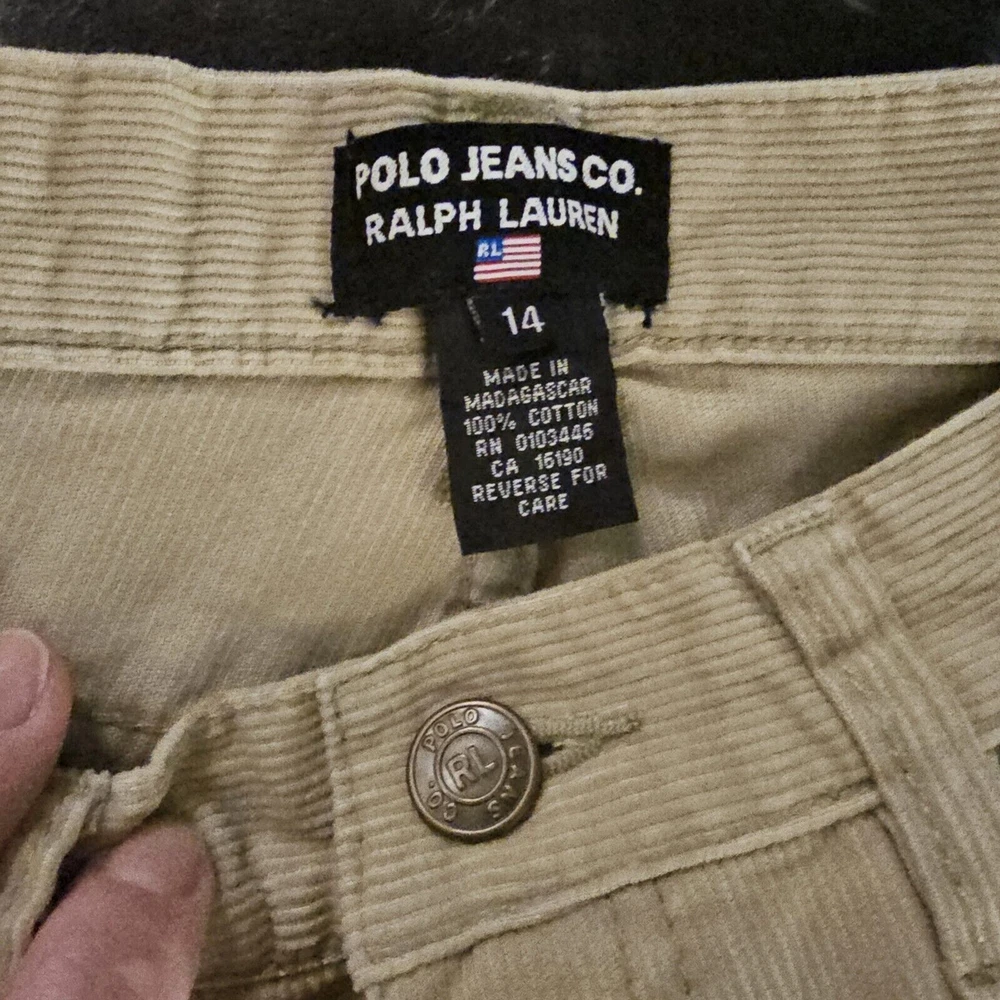 POLO JEANS CO.
RALPH LAUREN
RL
14
MADE IN
MADAGASCAR
100% COTTON
RN 0103446
CA 16190
REVERSE FOR
CARE
POLO JEANS CO.
RL